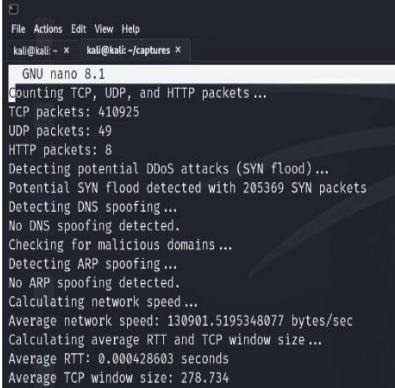 File Actions Edit View Help
kali@kali: ~ × kali@kali: ~/captures ×
GNU nano 8.1
Counting TCP, UDP, and HTTP packets...
TCP packets: 410925
UDP packets: 49
HTTP packets: 8
Detecting potential DDoS attacks (SYN flood)...
Potential SYN flood detected with 205369 SYN packets
Detecting DNS spoofing...
No DNS spoofing detected.
Checking for malicious domains...
Detecting ARP spoofing...
No ARP spoofing detected.
Calculating network speed...
Average network speed: 130901.5195348077 bytes/sec
Calculating average RTT and TCP window size...
Average RTT: 0.000428603 seconds
Average TCP window size: 278.734